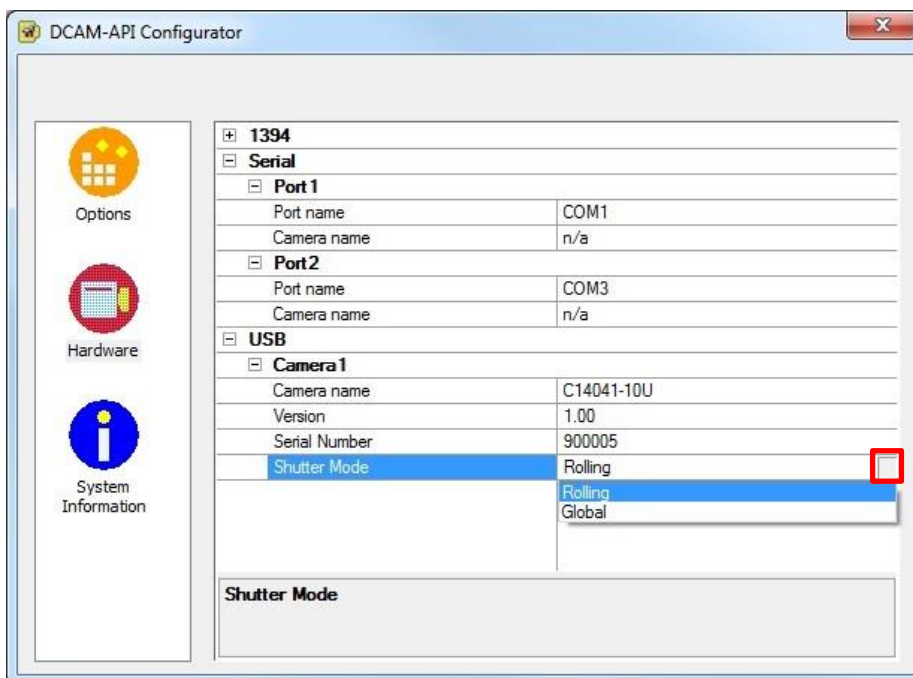 DCAM-API Configurator
Options
Hardware
System
Information
1394
Serial
Port1
Port name COM1
Camera name n/a
Port2
Port name COM3
Camera name n/a
USB
Camera1
Camera name C14041-10U
Version 1.00
Serial Number 900005
Shutter Mode Rolling
Rolling
Global
Shutter Mode